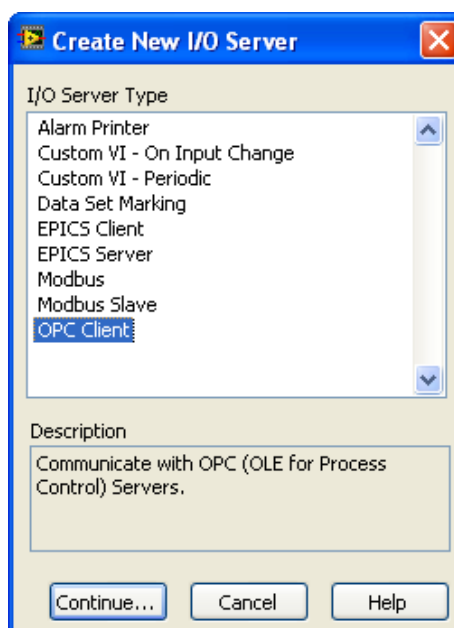 Create New I/O Server
I/O Server Type
Alarm Printer
Custom VI - On Input Change
Custom VI - Periodic
Data Set Marking
EPICS Client
EPICS Server
Modbus
Modbus Slave
OPC Client
Description
Communicate with OPC (OLE for Process
Control) Servers.
Continue... Cancel Help